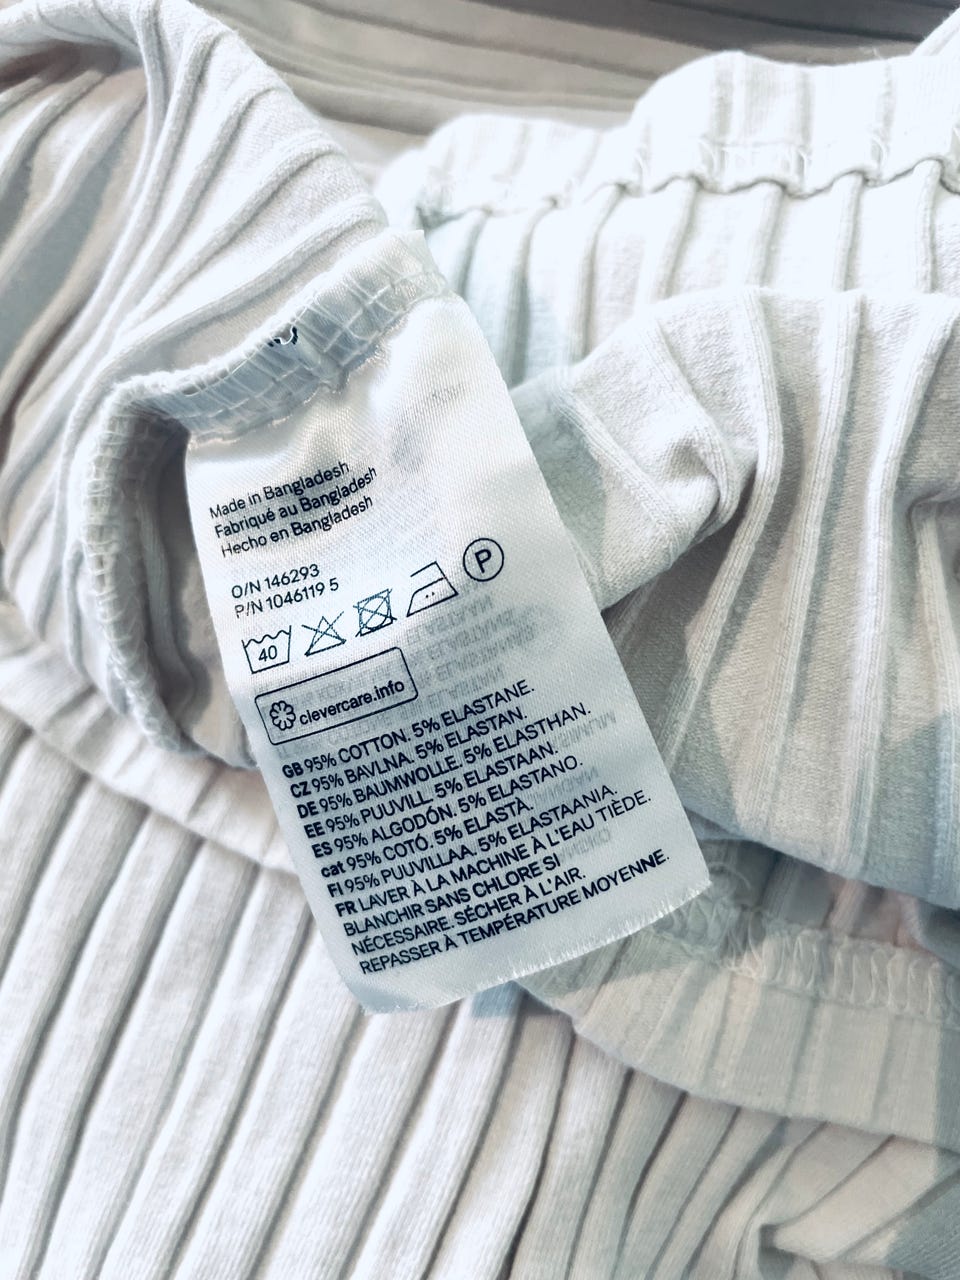 Made in Bangladesh
Fabriqué au Bangladesh
Hecho en Bangladesh
O/N 146293
P/N 1046119 5
40
P
clevercare.info
GB 95% COTTON. 5% ELASTANE.
CZ 95% BAVLNA. 5% ELASTAN.
DE 95% BAUMWOLLE. 5% ELASTHAN.
EE 95% PUUVILL. 5% ELASTAAN.
ES 95% ALGODÓN. 5% ELASTANO.
cat 95% COTÓ. 5% ELASTÀ.
FI 95% PUUVILLAA. 5% ELASTAANIA.
FR LAVER À LA MACHINE À L'EAU TIÈDE.
BLANCHIR SANS CHLORE SI
NÉCESSAIRE. SÉCHER À L'AIR.
REPASSER À TEMPÉRATURE MOYENNE.